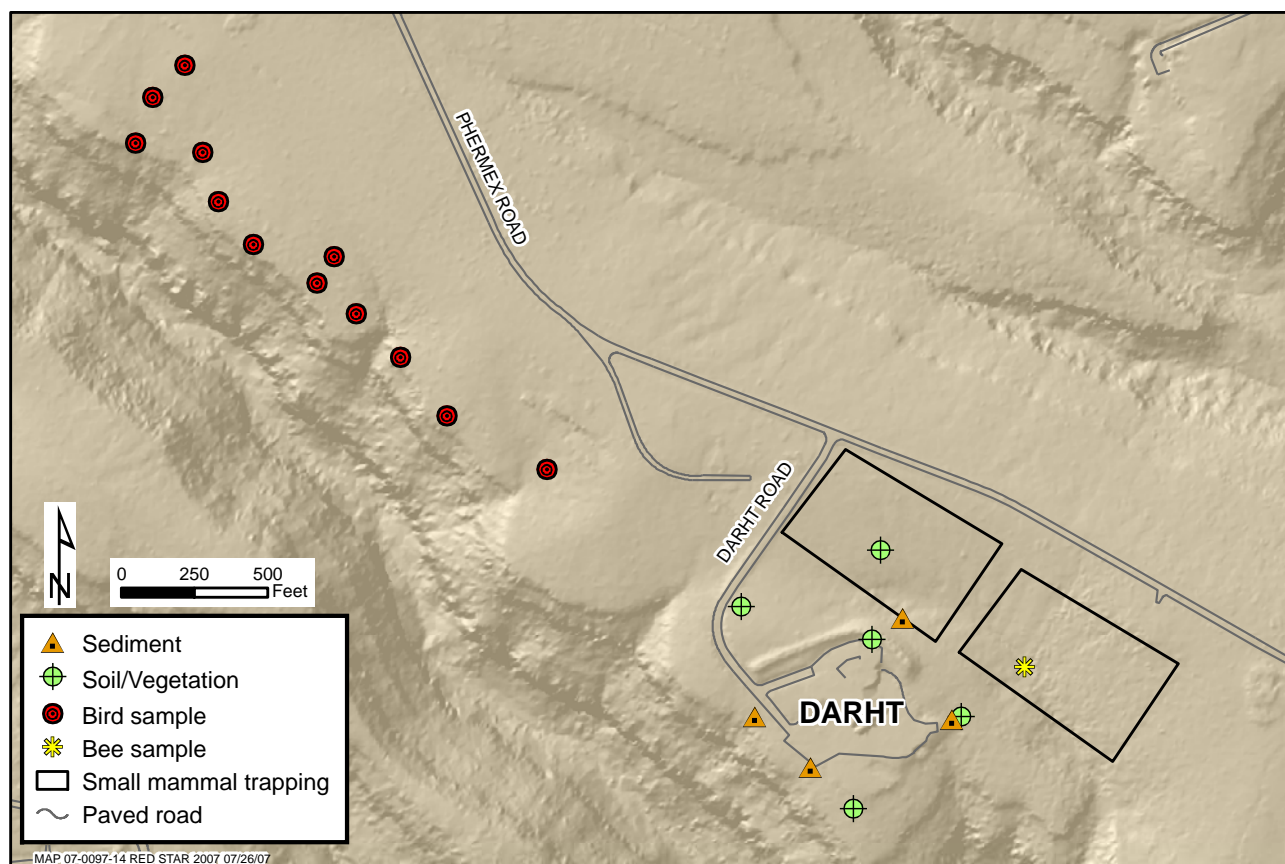 PHERMEX ROAD
DARHT ROAD
N
0 250 500
Feet
DARHT
Sediment
Soil/Vegetation
Bird sample
Bee sample
Small mammal trapping
Paved road
MAP 07-0097-14 RED STAR 2007 07/26/07